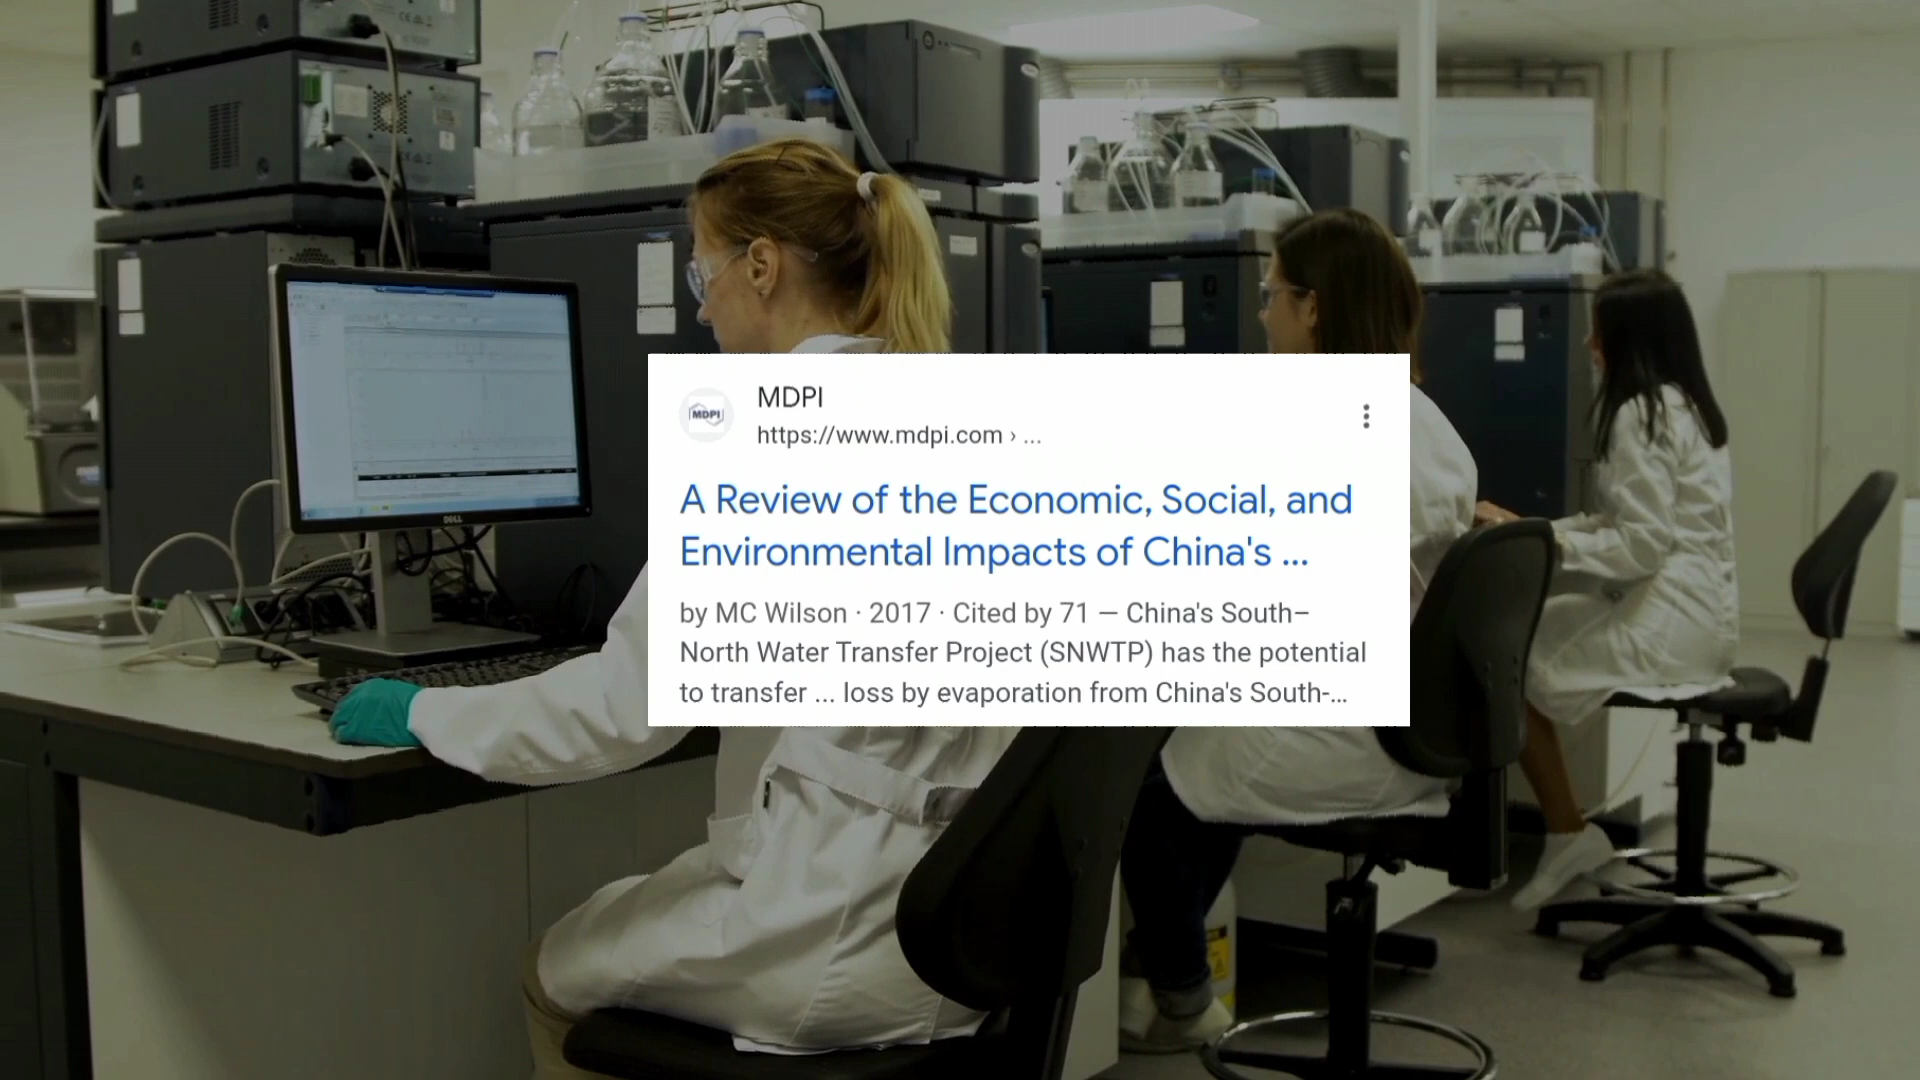 MDPI
MDPI
https://www.mdpi.com › ...
A Review of the Economic, Social, and
Environmental Impacts of China's ...
by MC Wilson · 2017 · Cited by 71 — China's South–
North Water Transfer Project (SNWTP) has the potential
to transfer ... loss by evaporation from China's South-...
DELL